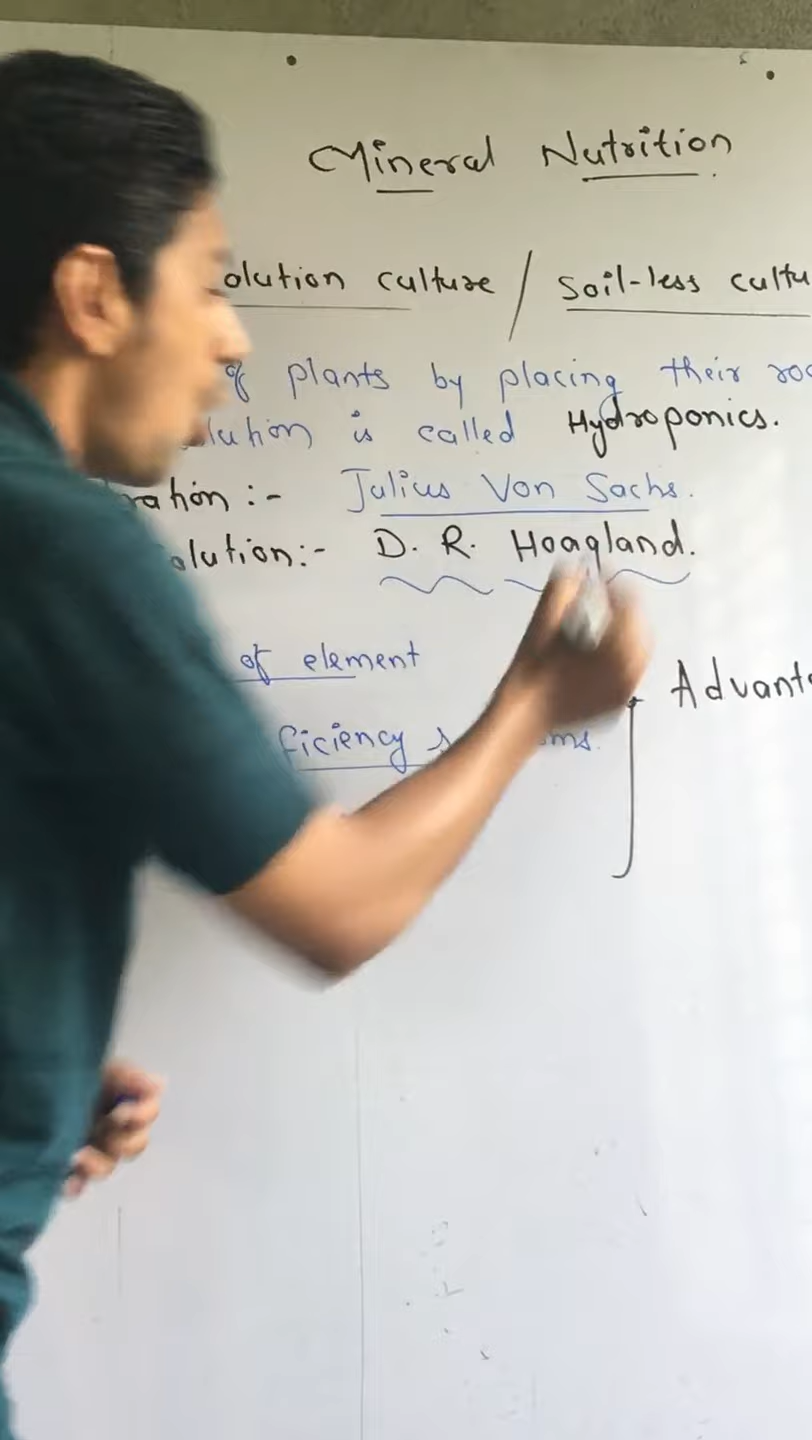 Mineral Nutrition
olution culture / Soil-less cultu
of plants by placing their roo
lution is called Hydroponics.
ration :- Julius Von Sachs.
olution:- D. R. Hoagland.
of element
Advant
ficiency